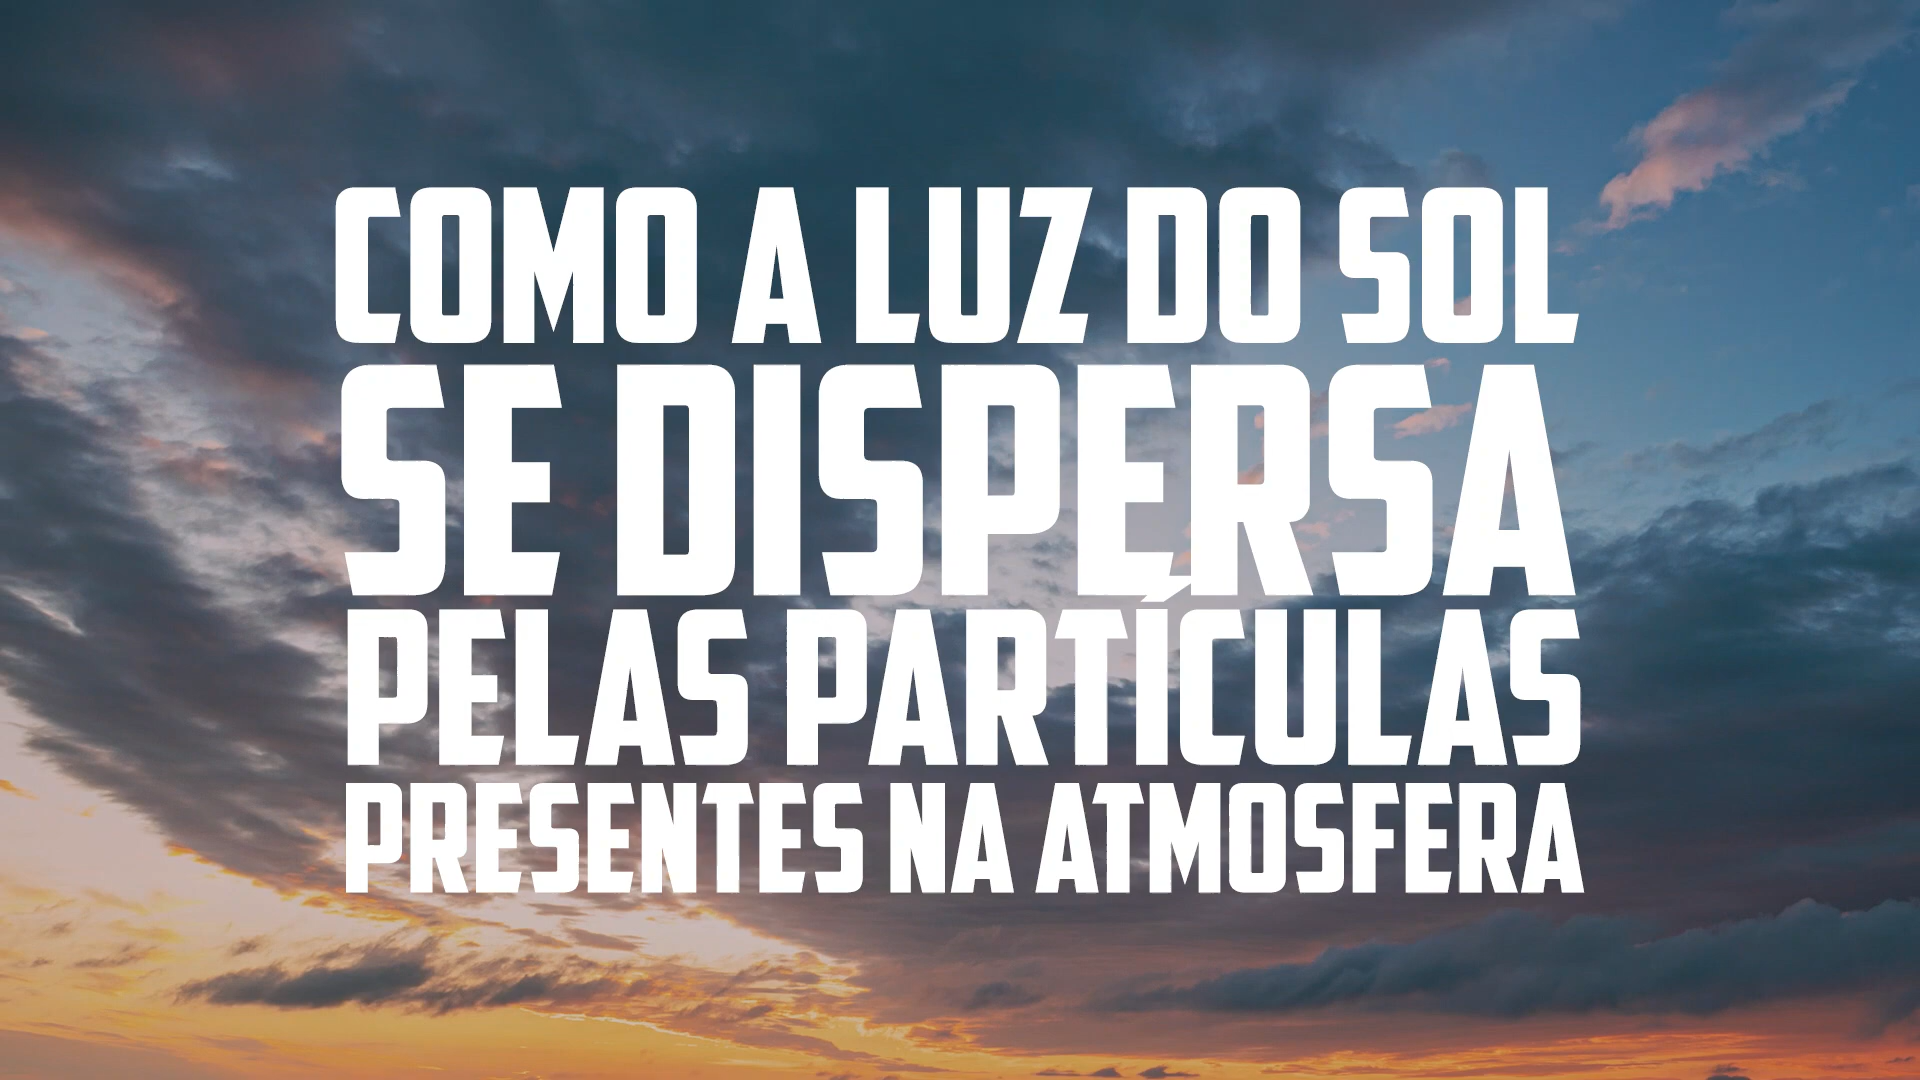 COMO A LUZ DO SOL
SE DISPERSA
PELAS PARTÍCULAS
PRESENTES NA ATMOSFERA